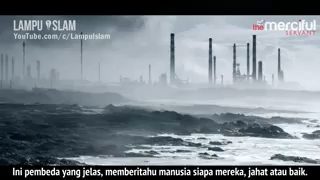 LAMPU ISLAM
YouTube.com/c/LampuIslam
the merciful
SERVANT
Ini pembeda yang jelas, memberitahu manusia siapa mereka, jahat atau baik.